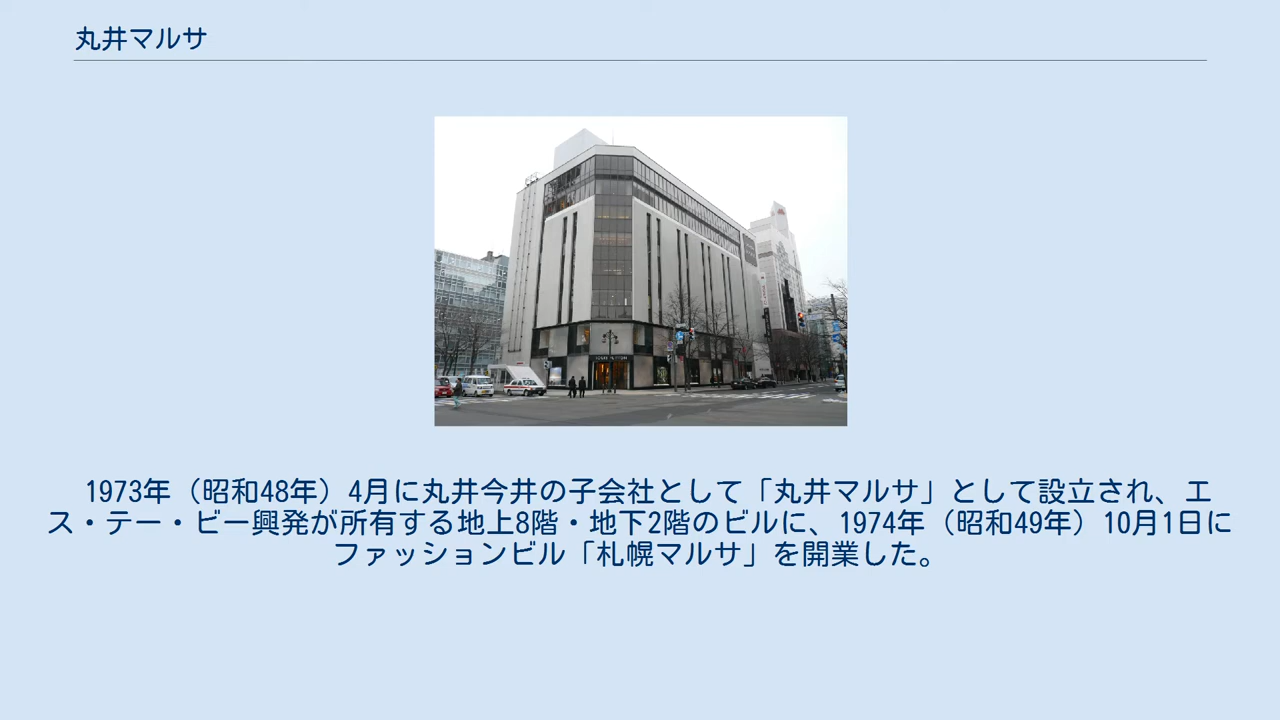 丸井マルサ
1973年（昭和48年）4月に丸井今井の子会社として「丸井マルサ」として設立され、エ
ス・テー・ビー興発が所有する地上8階・地下2階のビルに、1974年（昭和49年）10月1日に
ファッションビル「札幌マルサ」を開業した。